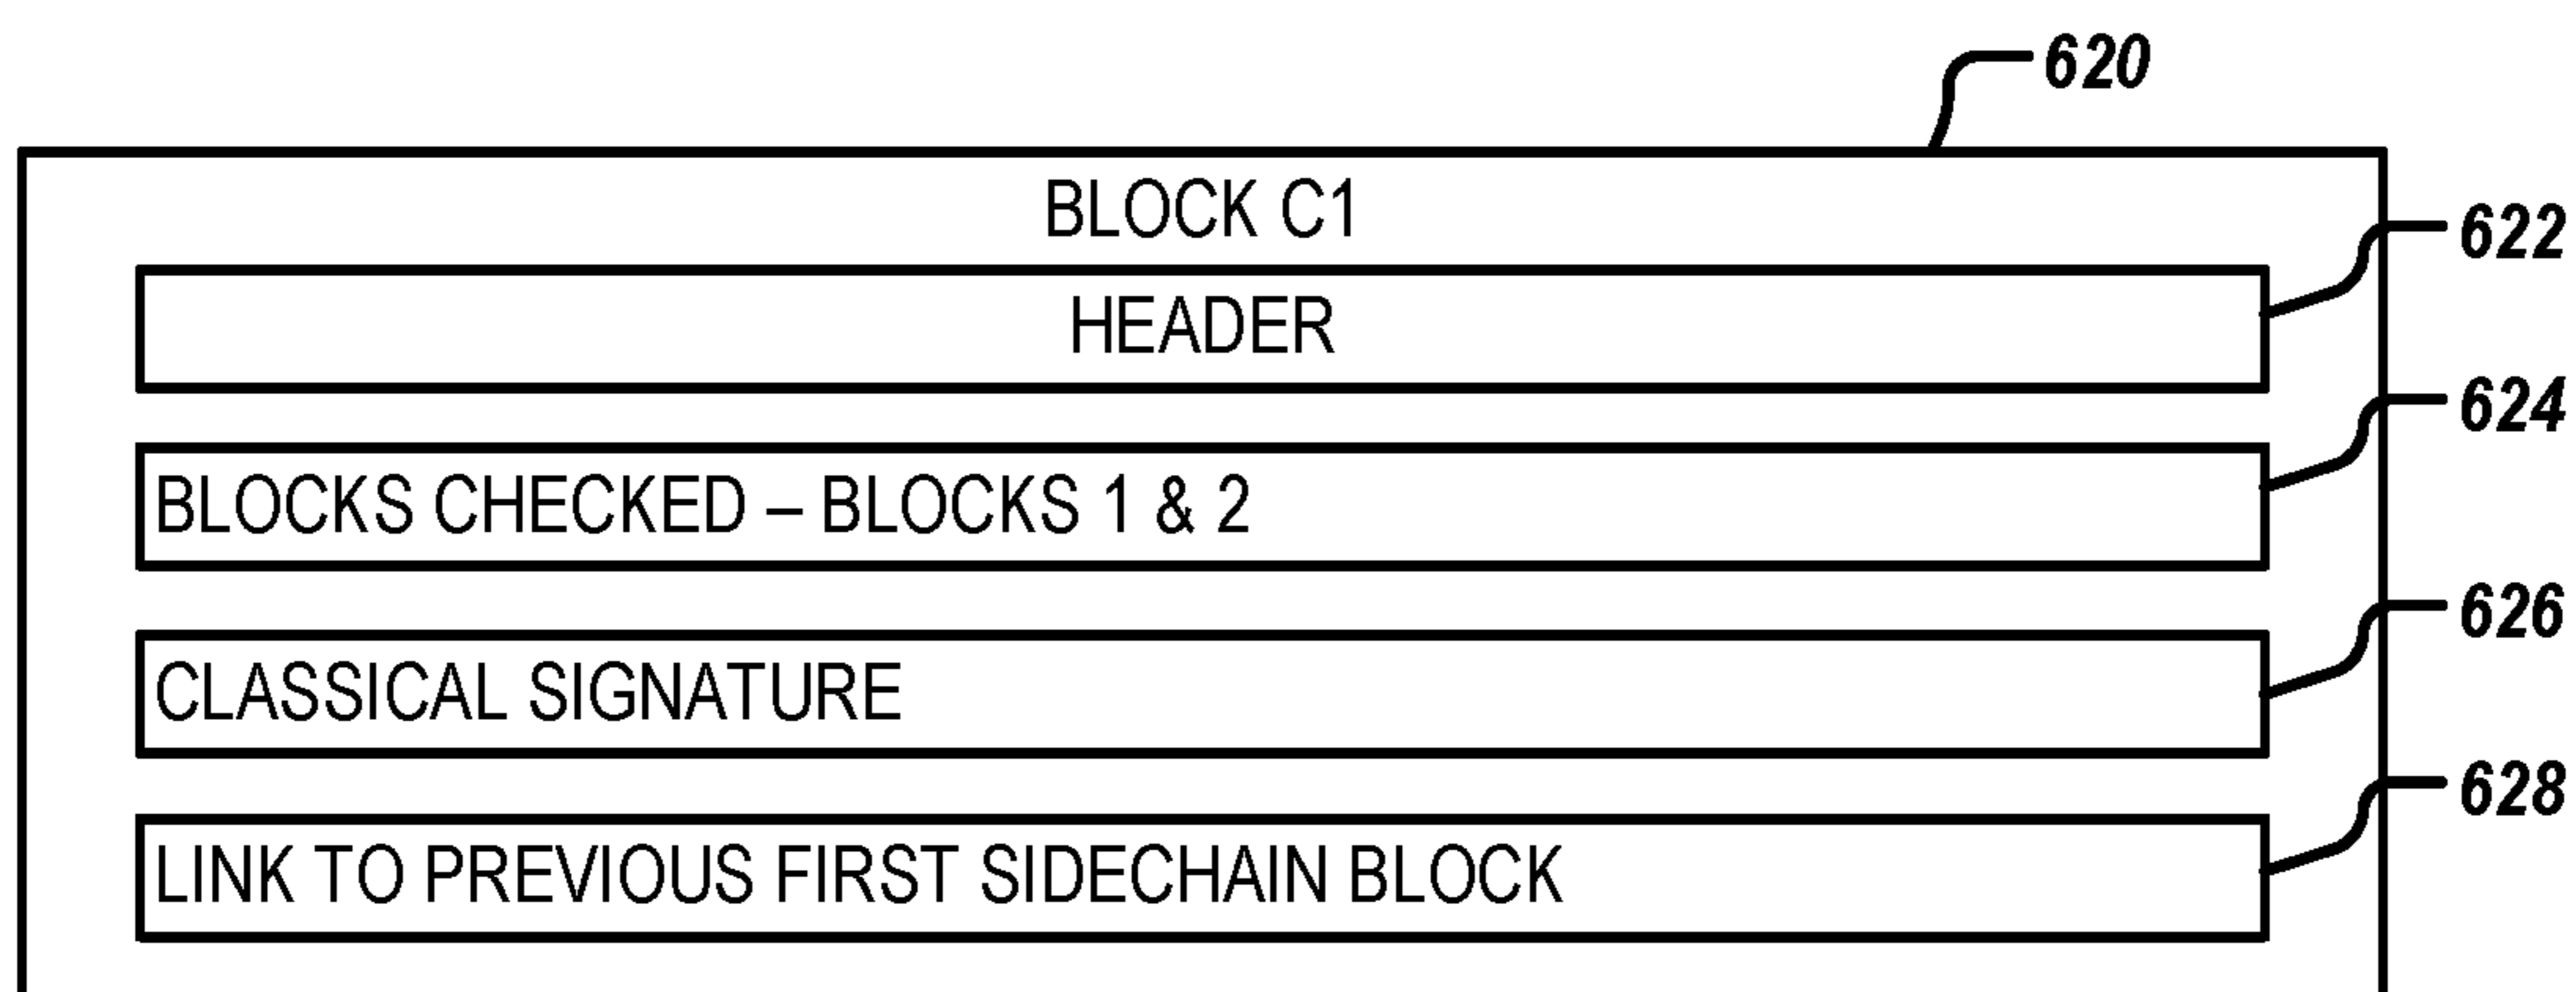 620
BLOCK C1
622
HEADER
624
BLOCKS CHECKED – BLOCKS 1 & 2
626
CLASSICAL SIGNATURE
628
LINK TO PREVIOUS FIRST SIDECHAIN BLOCK